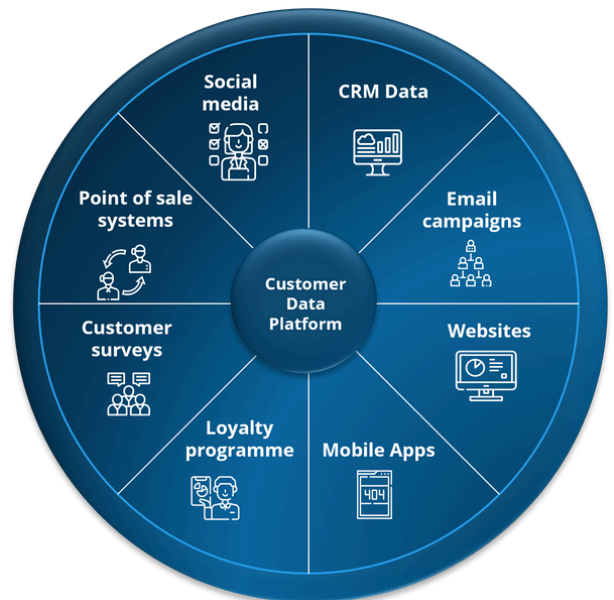 Social
media
CRM Data
Email
campaigns
Websites
Mobile Apps
404
Loyalty
programme
Customer
surveys
Point of sale
systems
Customer
Data
Platform